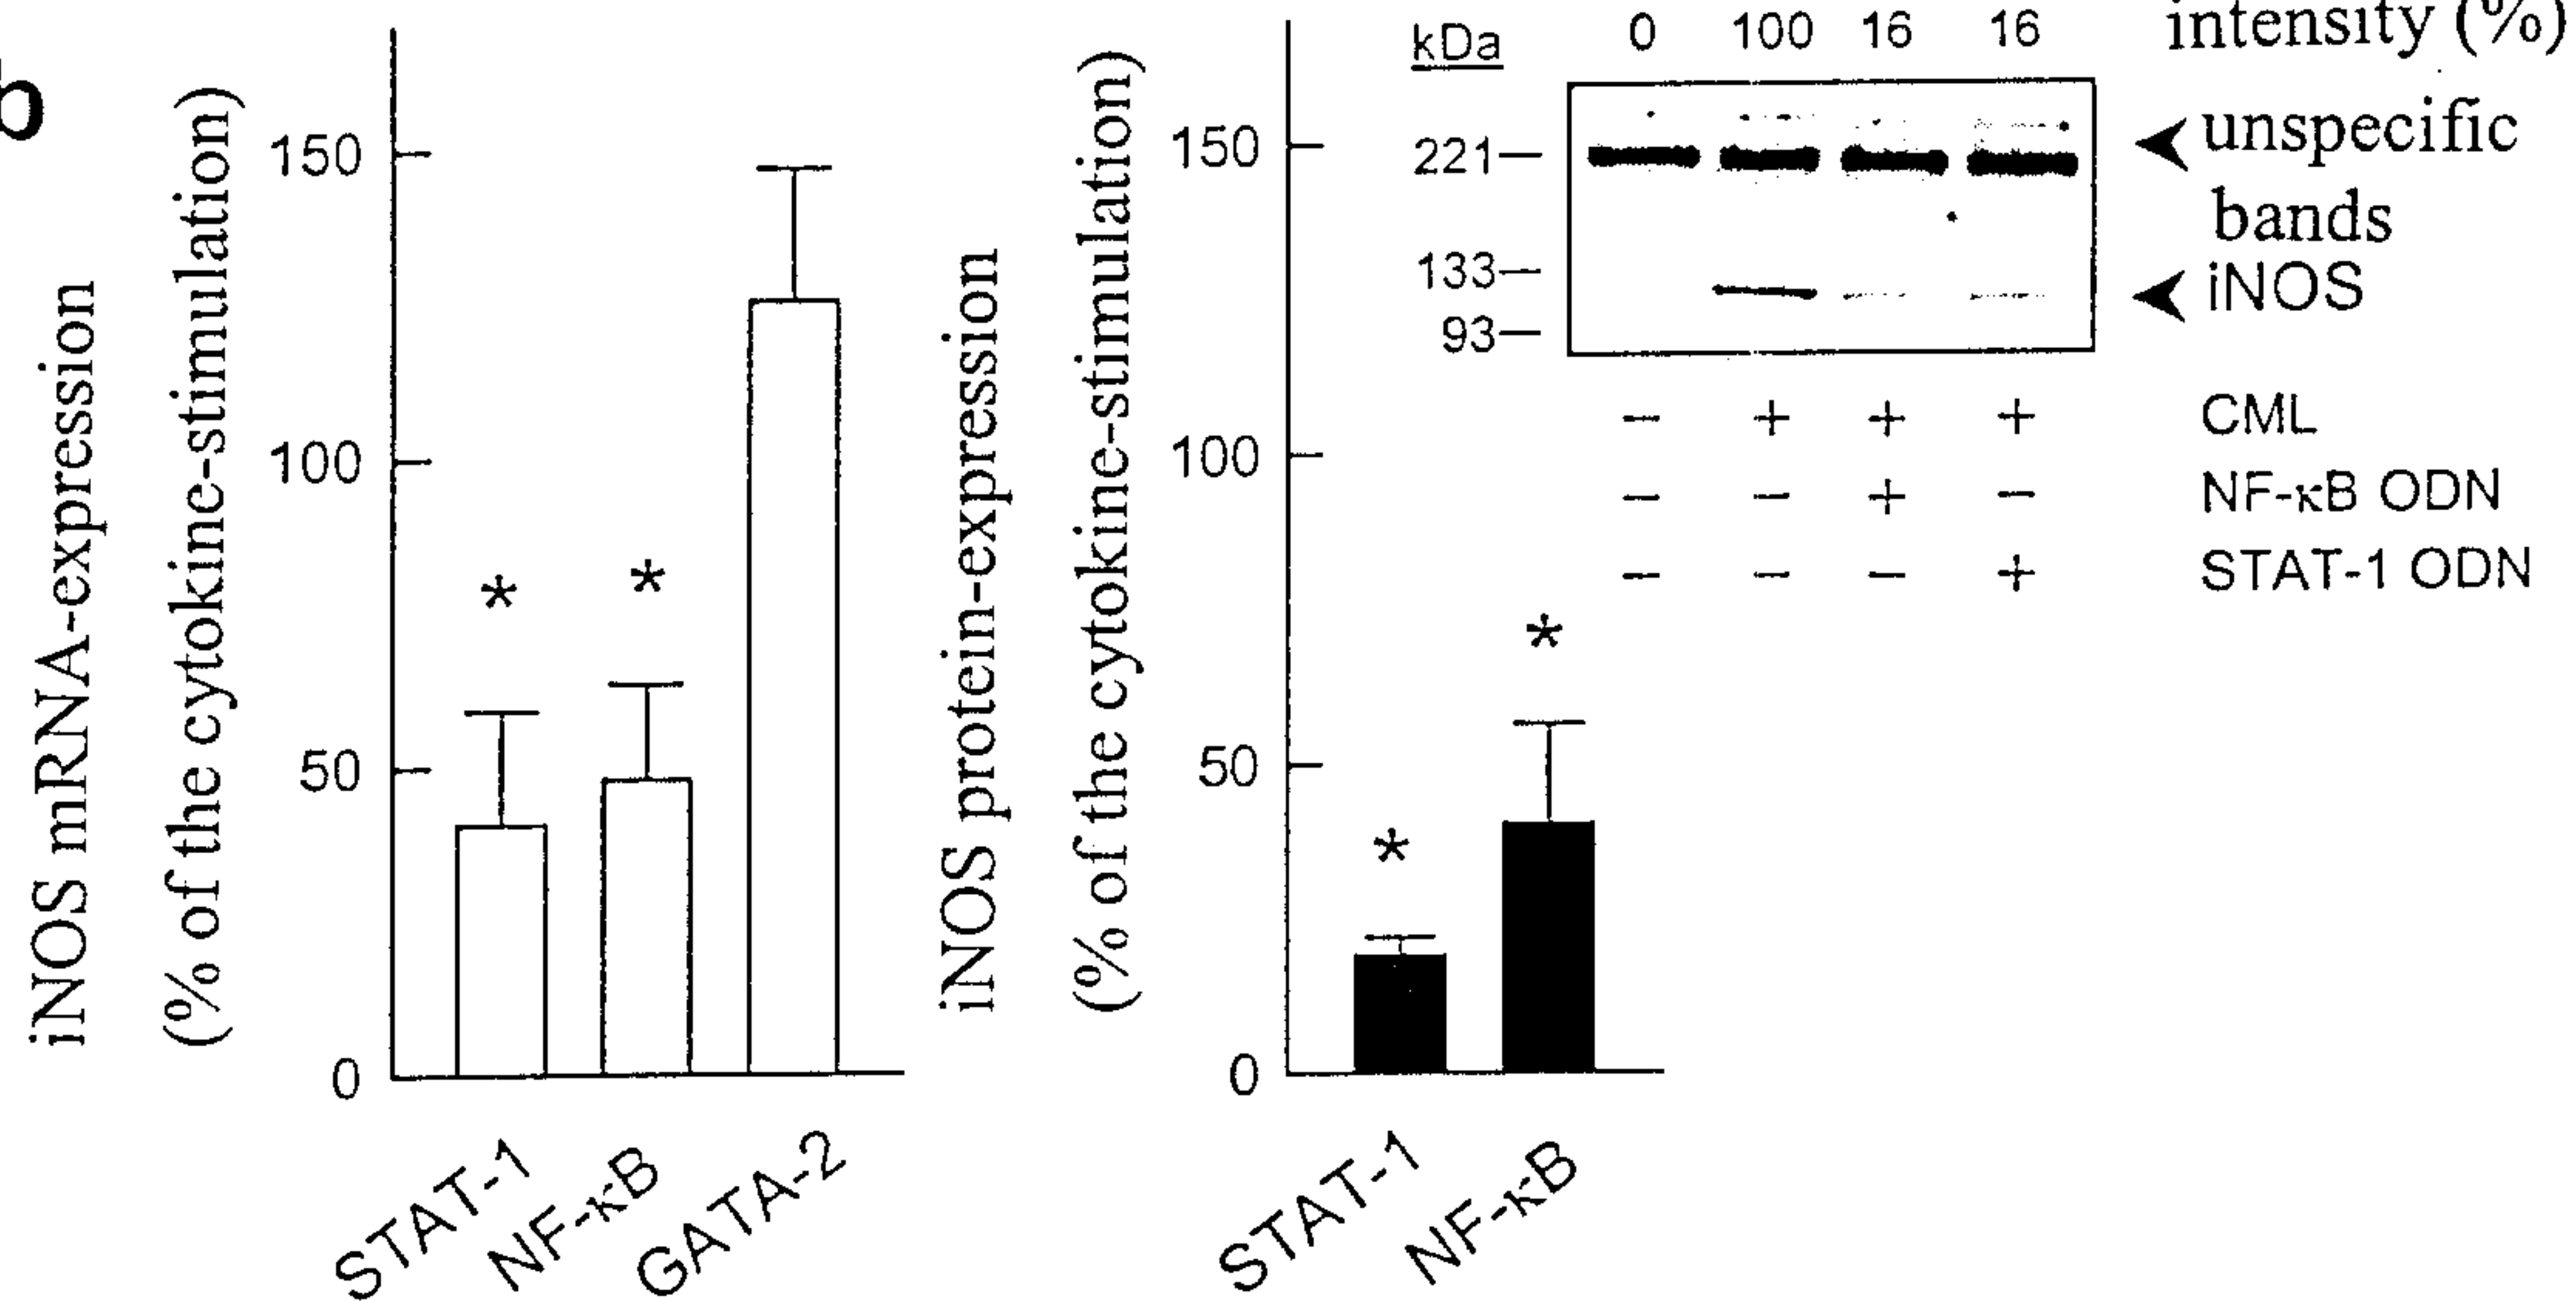 iNOS mRNA-expression
(% of the cytokine-stimulation)
150
100
50
0
*
*
STAT-1
NF-κB
GATA-2
iNOS protein-expression
(% of the cytokine-stimulation)
150
100
50
0
*
*
STAT-1
NF-κB
kDa 0 100 16 16 intensity (%)
221 unspecific
bands
133
iNOS
93
− + + + CML
− − + − NF-κB ODN
− − − + STAT-1 ODN